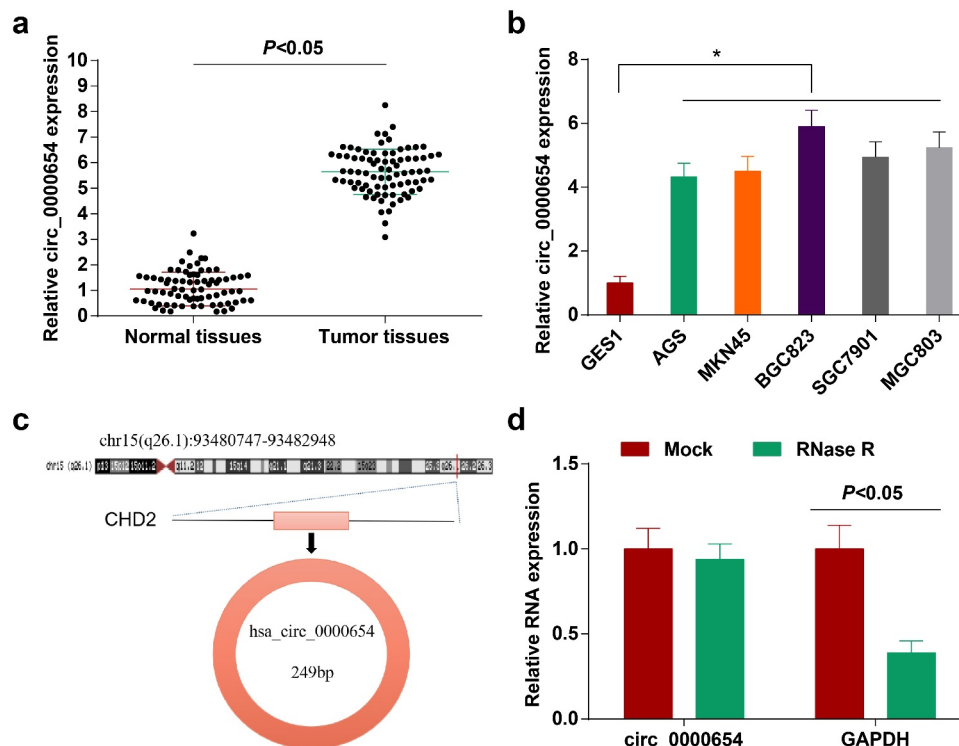 a
P<0.05
Relative circ_0000654 expression
10
9
8
7
6
5
4
3
2
1
0
Normal tissues
Tumor tissues
b
*
Relative circ_0000654 expression
8
6
4
2
0
GES1
AGS
MKN45
BGC823
SGC7901
MGC803
c
chr15(q26.1):93480747-93482948
chr15 (q26.1)
CHD2
hsa_circ_0000654
249bp
d
Mock
RNase R
P<0.05
Relative RNA expression
1.5
1.0
0.5
0.0
circ_0000654
GAPDH